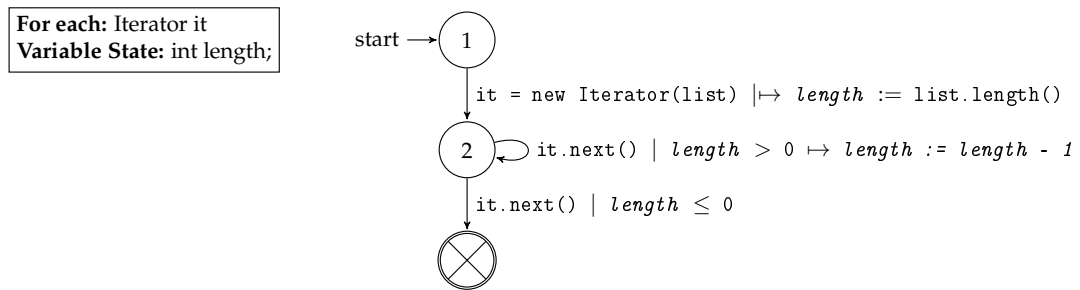 For each: Iterator it
Variable State: int length;
start
1
it = new Iterator(list) |↦ length := list.length()
2
it.next() | length > 0 ↦ length := length - 1
it.next() | length ≤ 0